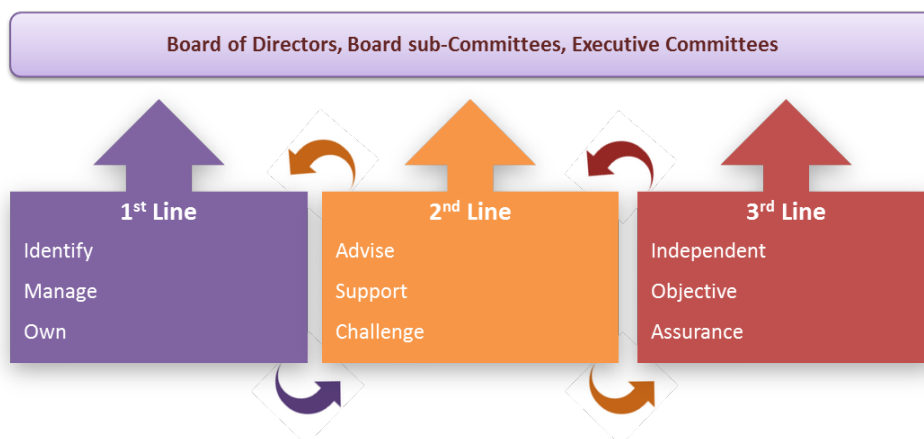 Board of Directors, Board sub-Committees, Executive Committees
1st Line
Identify
Manage
Own
2nd Line
Advise
Support
Challenge
3rd Line
Independent
Objective
Assurance